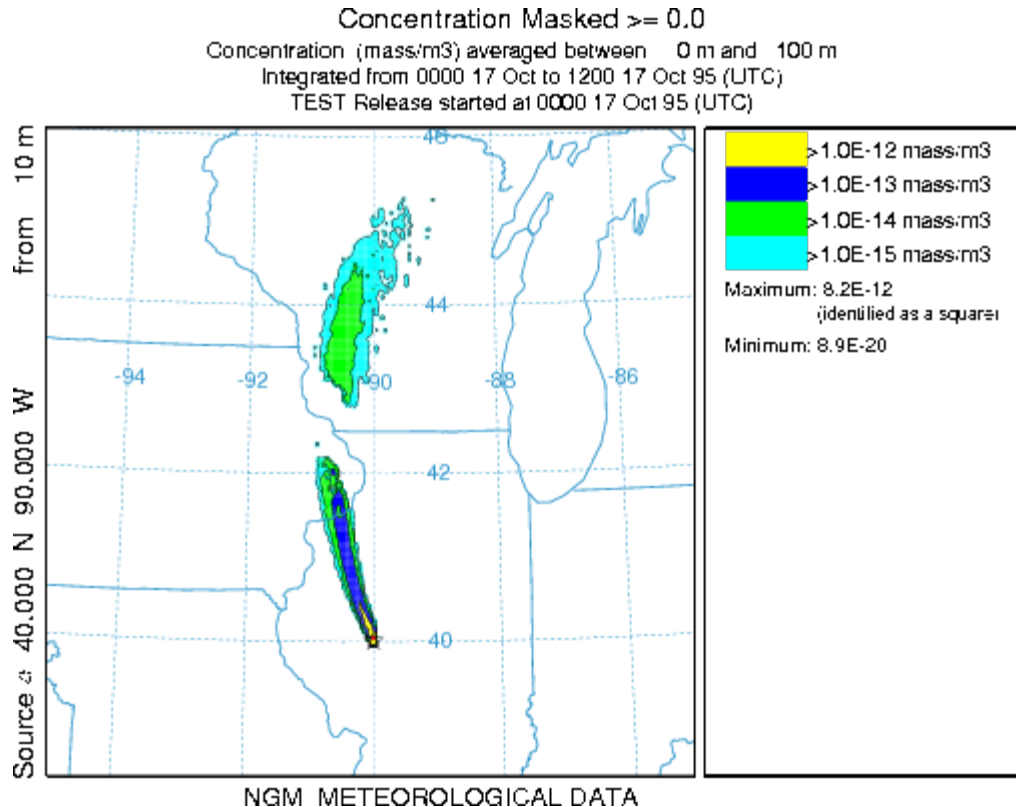 Concentration Masked >= 0.0
Concentration (mass/m3) averaged between 0 m and 100 m
Integrated from 0000 17 Oct to 1200 17 Oct 95 (UTC)
TEST Release started at 0000 17 Oct 95 (UTC)
Source 40.000 N 90.000 W from 10 m
46
44
-94
-92
-90
-88
-86
42
40
>1.0E-12 mass/m3
>1.0E-13 mass/m3
>1.0E-14 mass/m3
>1.0E-15 mass/m3
Maximum: 8.2E-12
(identified as a square)
Minimum: 8.9E-20
NGM METEOROLOGICAL DATA